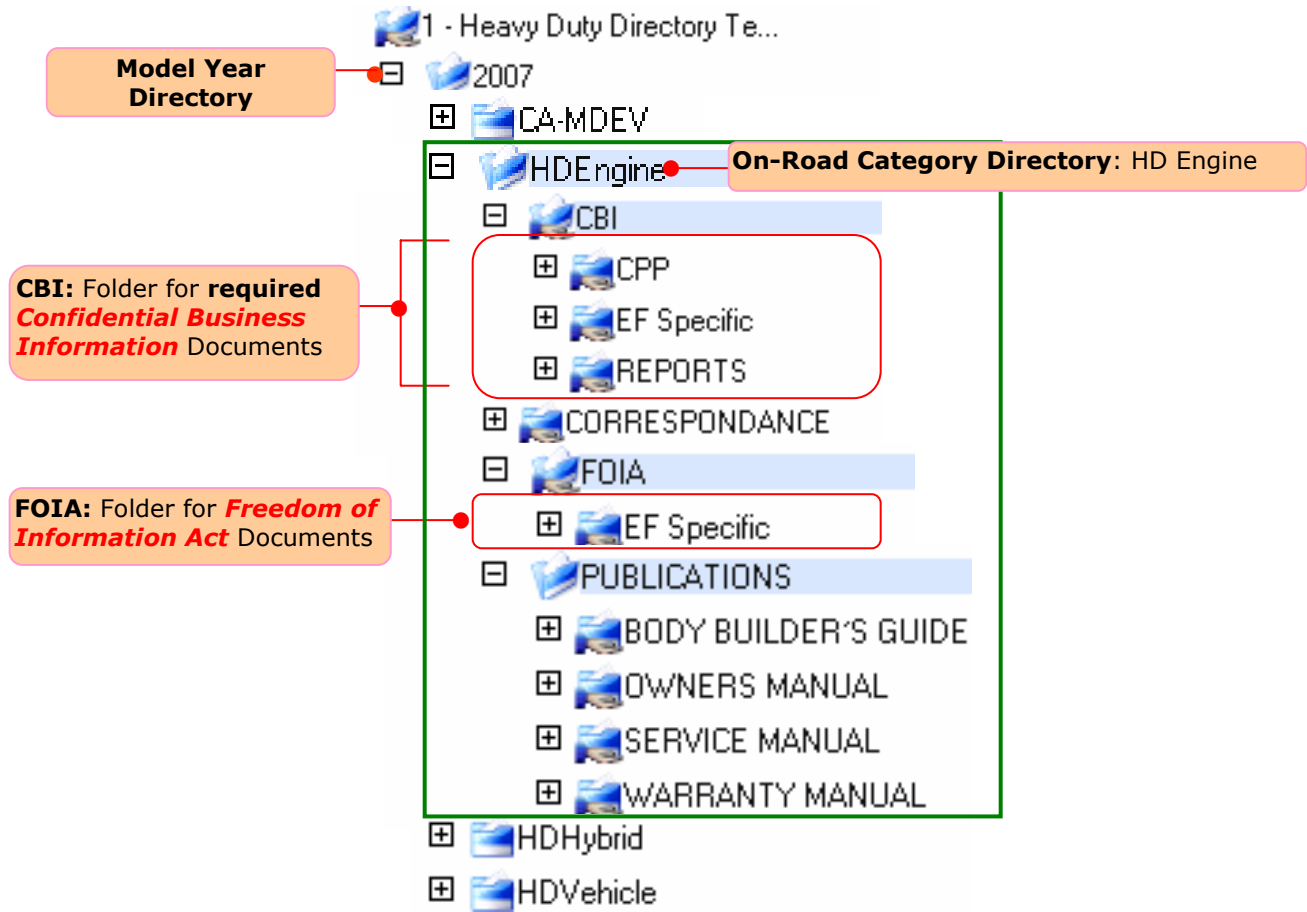 1 - Heavy Duty Directory Te...
Model Year
Directory
2007
CA-MDEV
HDEngine
On-Road Category Directory: HD Engine
CBI
CPP
CBI: Folder for required
Confidential Business
Information Documents
EF Specific
REPORTS
CORRESPONDANCE
FOIA
FOIA: Folder for Freedom of
Information Act Documents
EF Specific
PUBLICATIONS
BODY BUILDER'S GUIDE
OWNERS MANUAL
SERVICE MANUAL
WARRANTY MANUAL
HDHybrid
HDVehicle